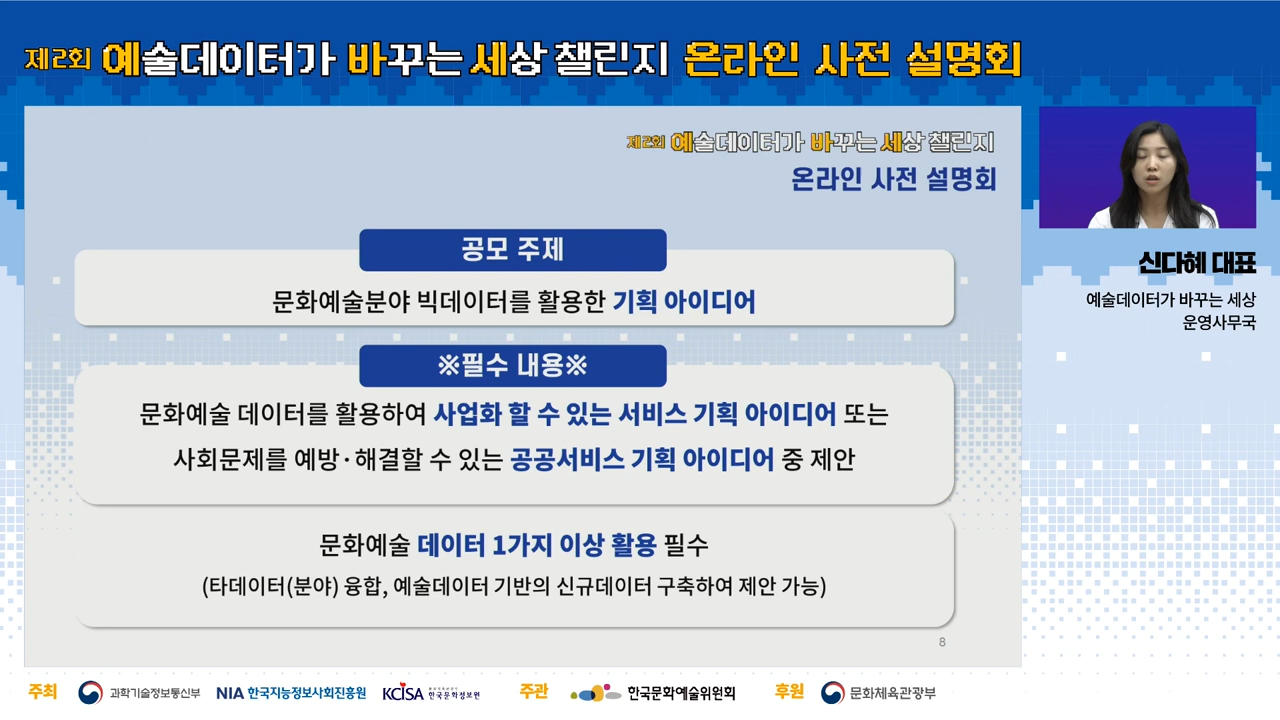 제2회 예술데이터가 바꾸는 세상 챌린지 온라인 사전 설명회
제2회 예술데이터가 바꾸는 세상 챌린지
온라인 사전 설명회
공모 주제
문화예술분야 빅데이터를 활용한 기획 아이디어
※필수 내용※
문화예술 데이터를 활용하여 사업화 할 수 있는 서비스 기획 아이디어 또는
사회문제를 예방·해결할 수 있는 공공서비스 기획 아이디어 중 제안
문화예술 데이터 1가지 이상 활용 필수
(타데이터(분야) 융합, 예술데이터 기반의 신규데이터 구축하여 제안 가능)
8
신다혜 대표
예술데이터가 바꾸는 세상
운영사무국
주최 과학기술정보통신부 NIA 한국지능정보사회진흥원 KCISA 한국문화정보원 주관 한국문화예술위원회 후원 문화체육관광부